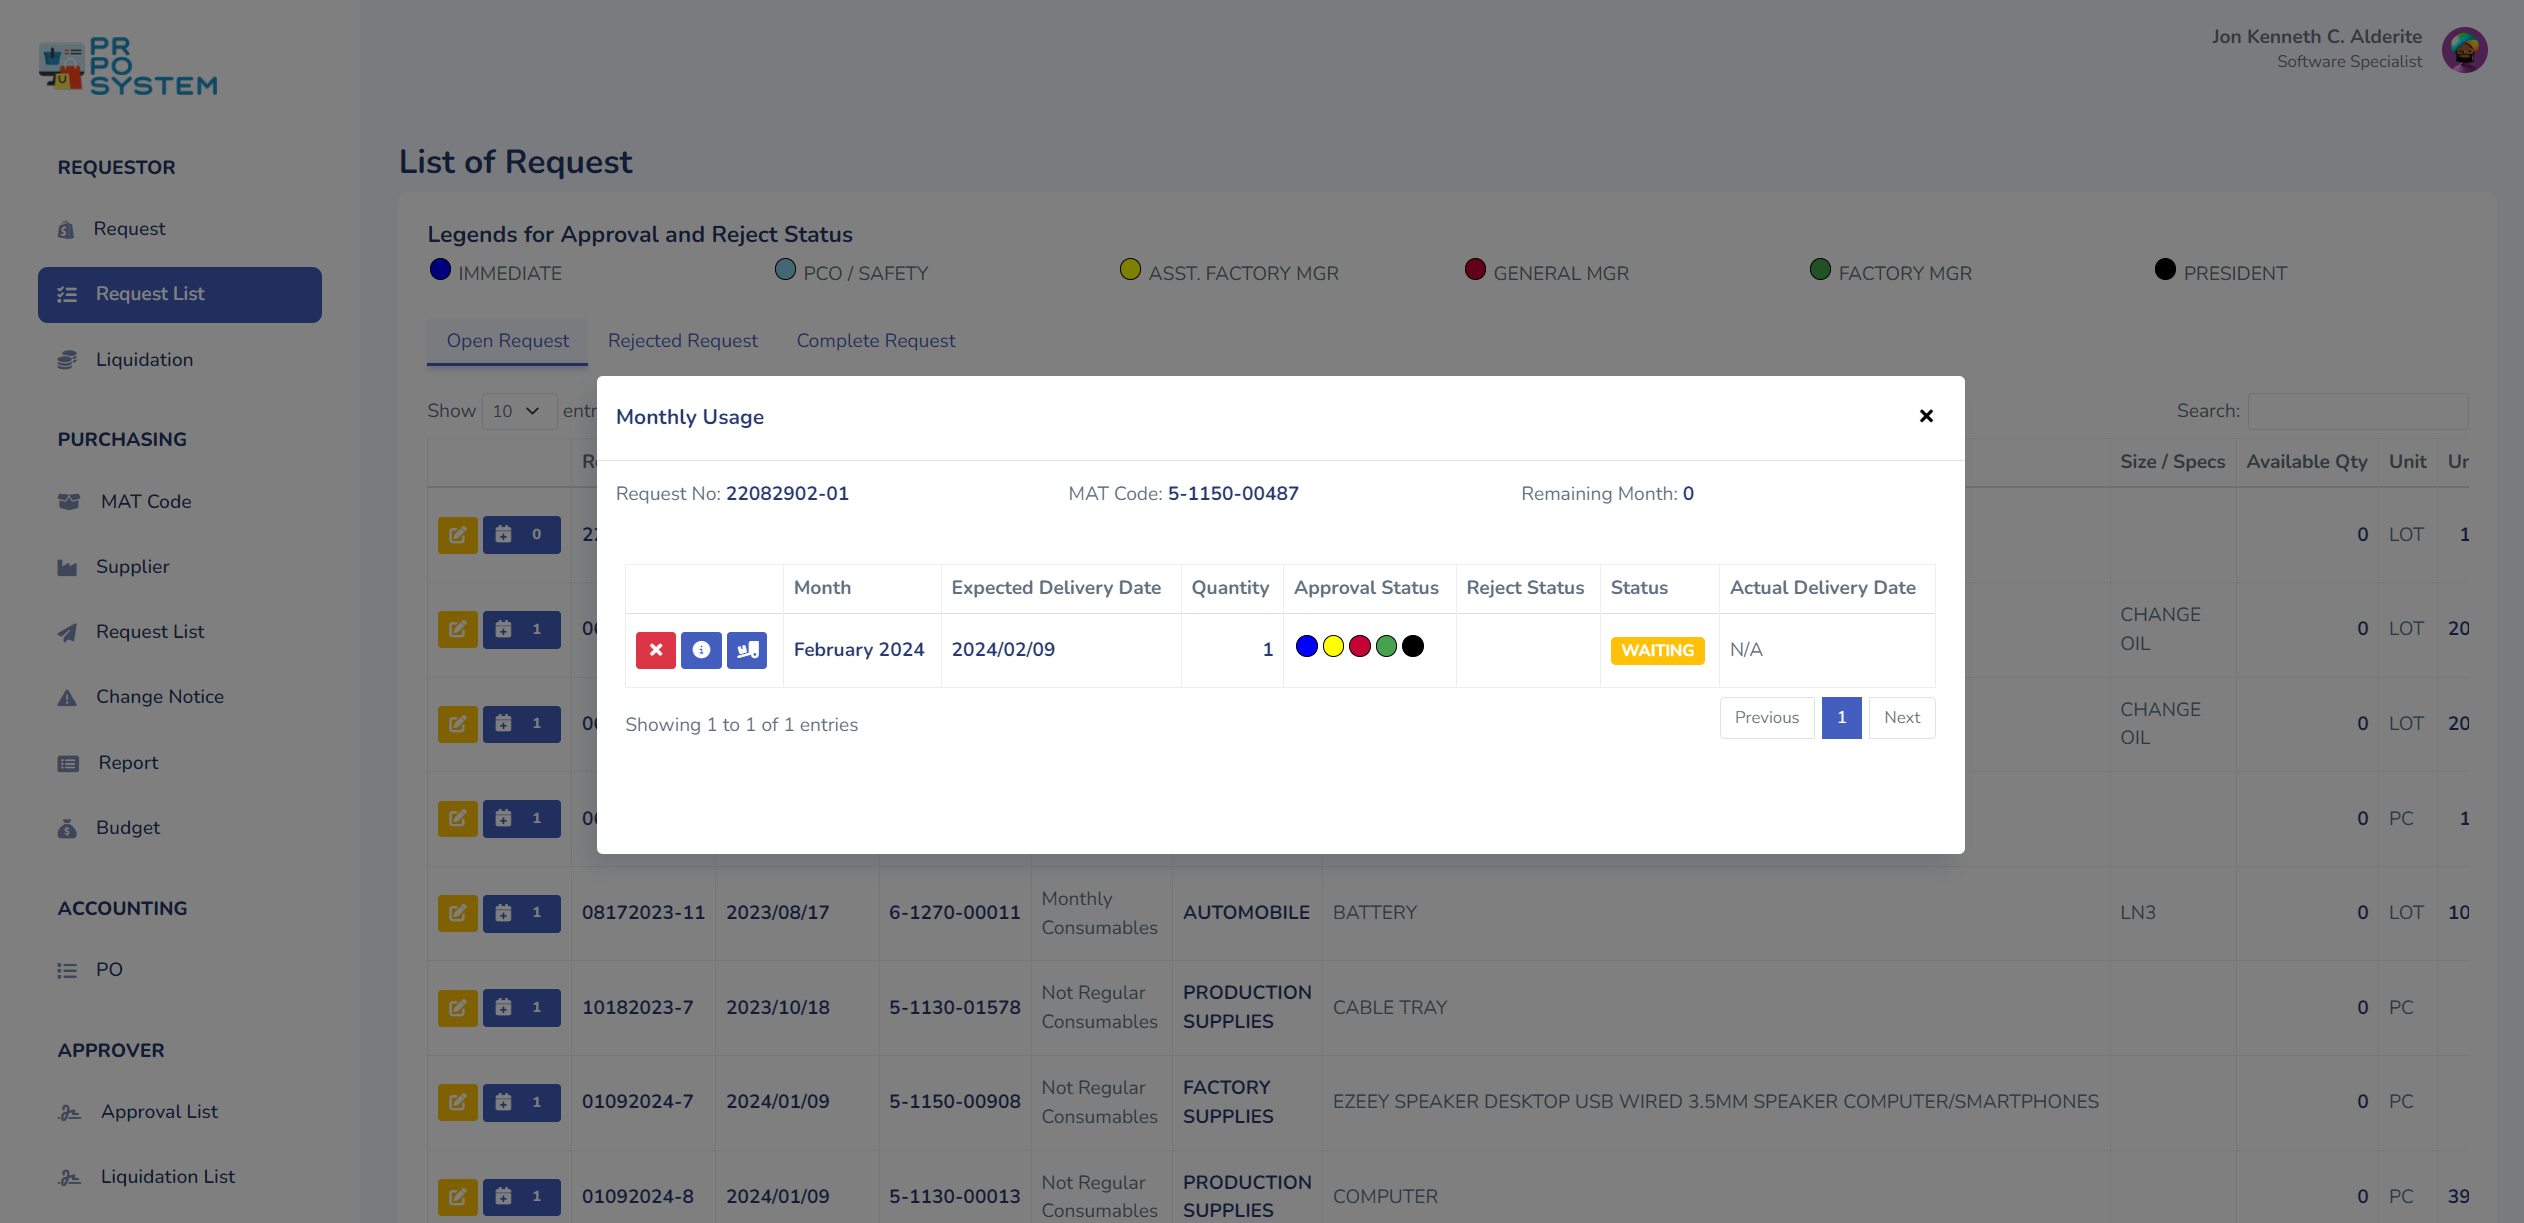 PR
PO
SYSTEM
Jon Kenneth C. Alderite
Software Specialist
REQUESTOR
Request
Request List
Liquidation
PURCHASING
MAT Code
Supplier
Request List
Change Notice
Report
Budget
ACCOUNTING
PO
APPROVER
Approval List
Liquidation List
List of Request
Legends for Approval and Reject Status
IMMEDIATE PCO / SAFETY ASST. FACTORY MGR GENERAL MGR FACTORY MGR PRESIDENT
Open Request Rejected Request Complete Request
Show 10 Search:
Size / Specs Available Qty Unit
0 0 LOT 1
1 CHANGE OIL 0 LOT 20
1 CHANGE OIL 0 LOT 20
1 0 PC 1
Monthly Usage
Request No: 22082902-01 MAT Code: 5-1150-00487 Remaining Month: 0
Month Expected Delivery Date Quantity Approval Status Reject Status Status Actual Delivery Date
February 2024 2024/02/09 1 WAITING N/A
Showing 1 to 1 of 1 entries
Previous 1 Next
1 08172023-11 2023/08/17 6-1270-00011 Monthly Consumables AUTOMOBILE BATTERY LN3 0 LOT 10
1 10182023-7 2023/10/18 5-1130-01578 Not Regular Consumables PRODUCTION SUPPLIES CABLE TRAY 0 PC
1 01092024-7 2024/01/09 5-1150-00908 Not Regular Consumables FACTORY SUPPLIES EZEEY SPEAKER DESKTOP USB WIRED 3.5MM SPEAKER COMPUTER/SMARTPHONES 0 PC
1 01092024-8 2024/01/09 5-1130-00013 Not Regular Consumables PRODUCTION SUPPLIES COMPUTER 0 PC 39